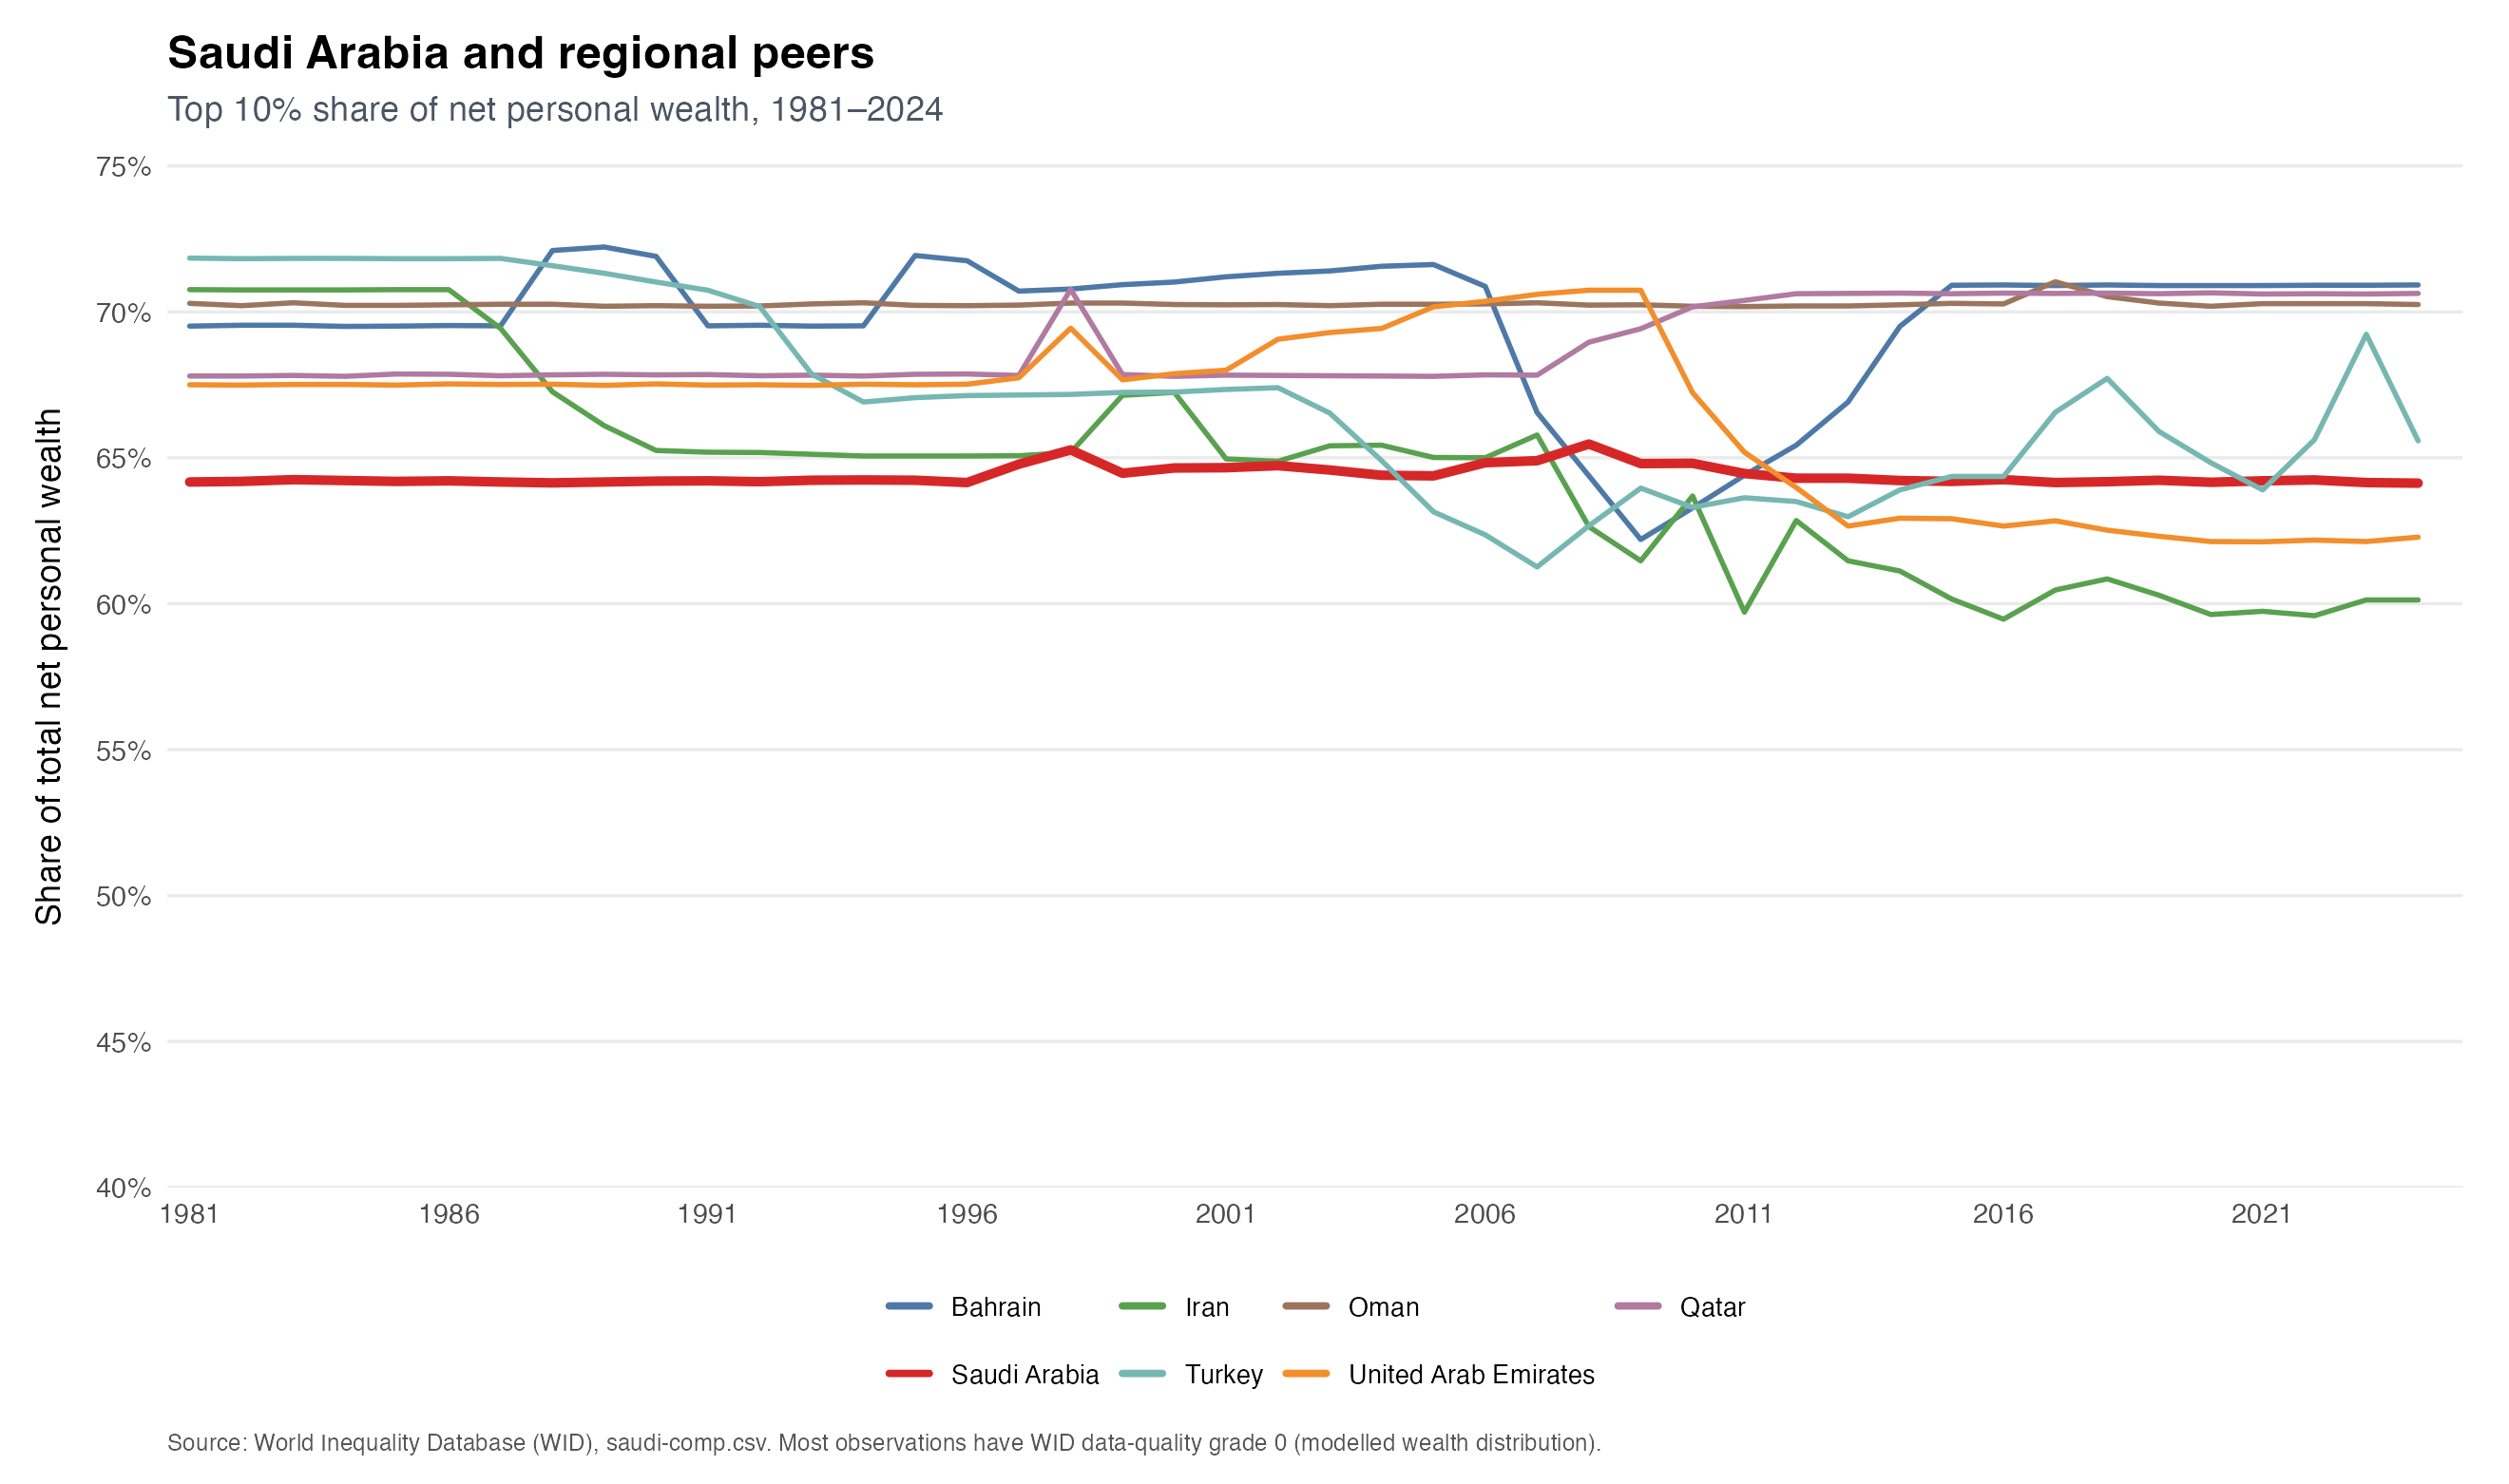 Saudi Arabia and regional peers
Top 10% share of net personal wealth, 1981–2024
Share of total net personal wealth
75%
70%
65%
60%
55%
50%
45%
40%
1981 1986 1991 1996 2001 2006 2011 2016 2021
Bahrain Iran Oman Qatar
Saudi Arabia Turkey United Arab Emirates
Source: World Inequality Database (WID), saudi-comp.csv. Most observations have WID data-quality grade 0 (modelled wealth distribution).